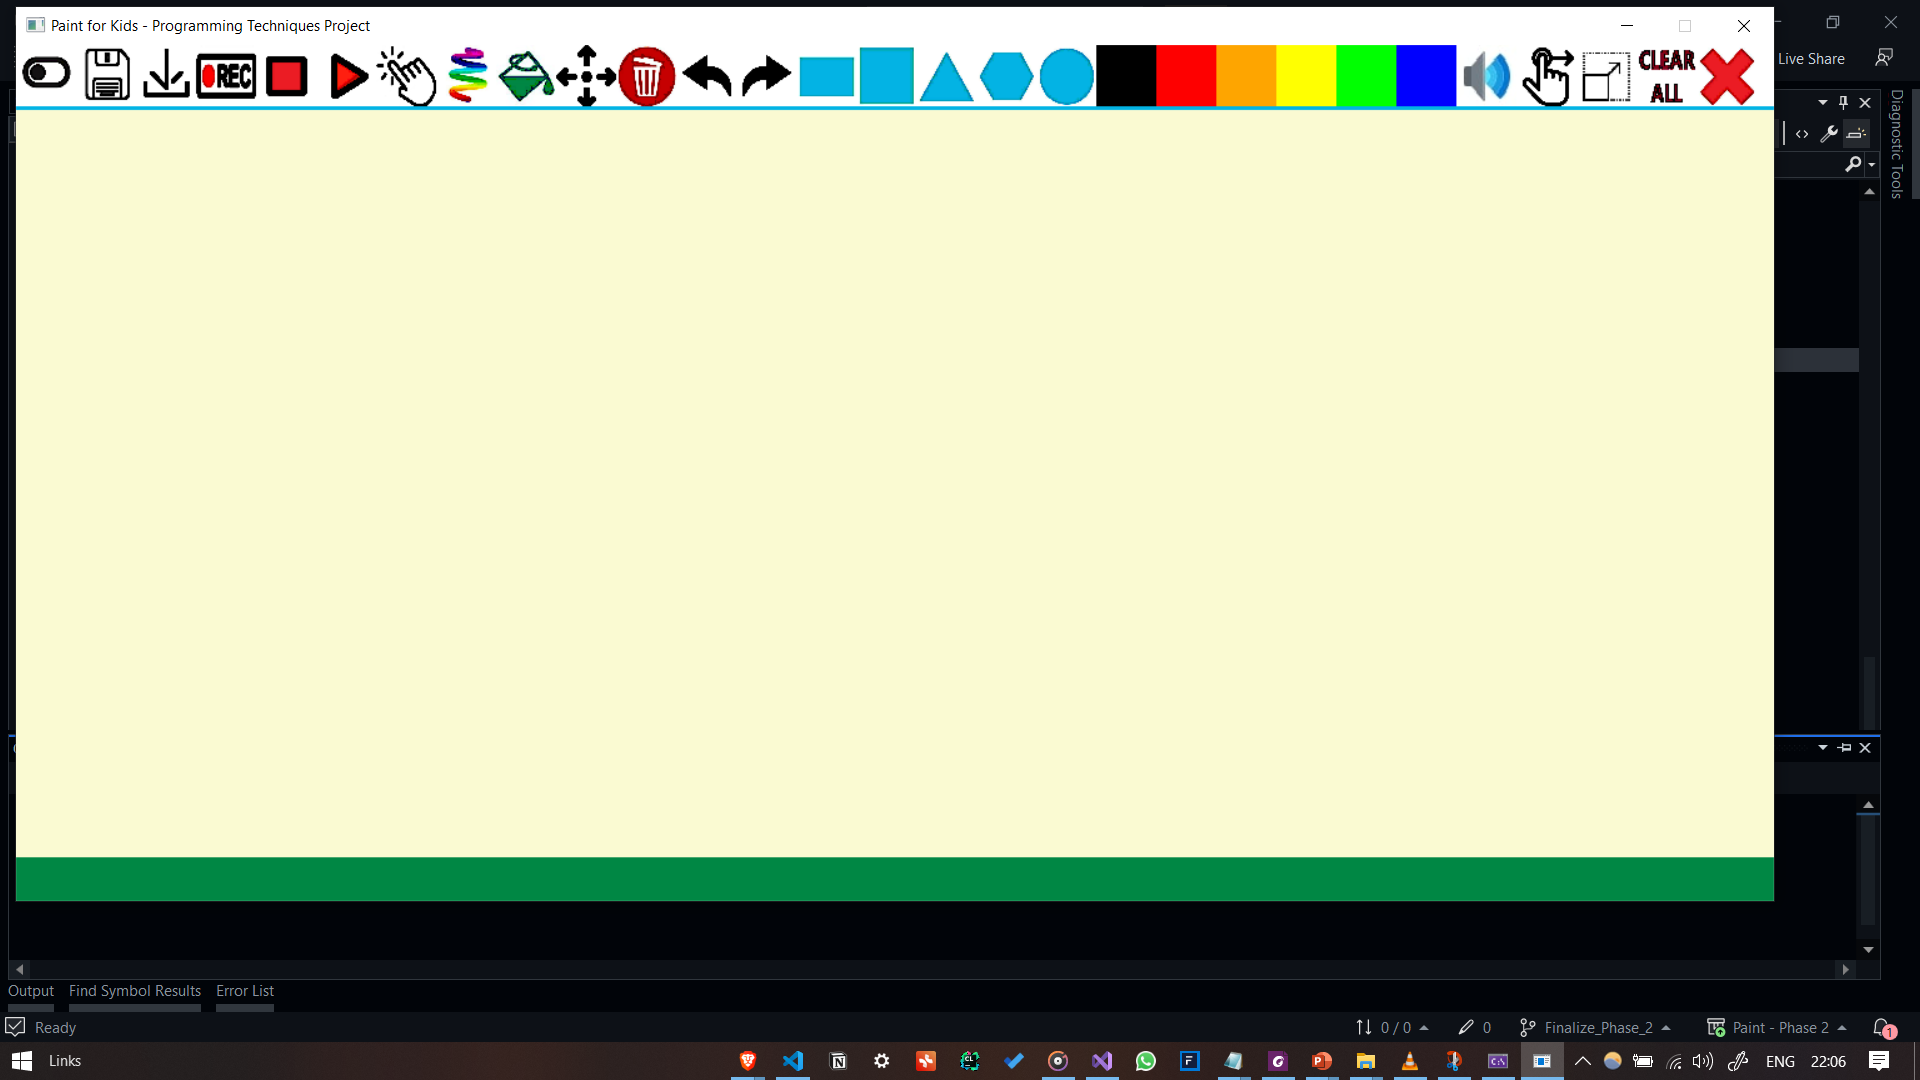 Paint for Kids - Programming Techniques Project
REC
CLEAR
ALL
Live Share
Diagnostic Tools
Output
Find Symbol Results
Error List
Ready
0 / 0
0
Finalize_Phase_2
Paint - Phase 2
1
Links
ENG
22:06